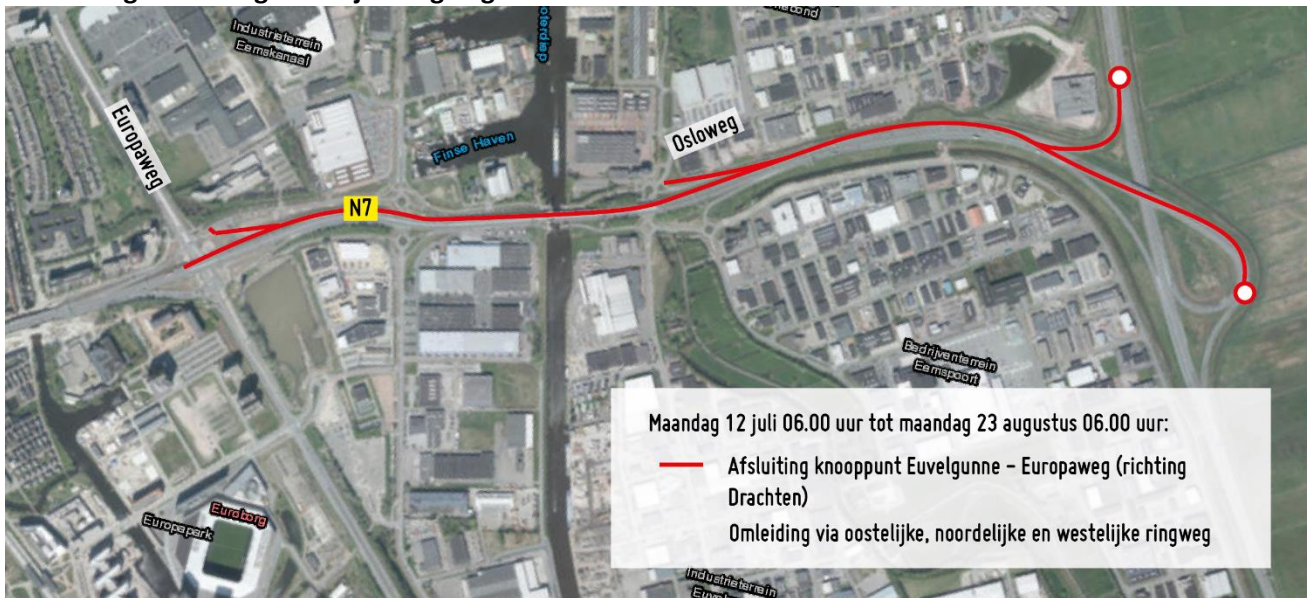 Industrieterrein
Eemskanaal
Europaweg
Finse Haven
Osloweg
N7
Bedrijventerrein
Eemspoort
Maandag 12 juli 06.00 uur tot maandag 23 augustus 06.00 uur:
Afsluiting knooppunt Euvelgunne – Europaweg (richting
Drachten)
Omleiding via oostelijke, noordelijke en westelijke ringweg
Euroborg
Europapark
Industrieterrein